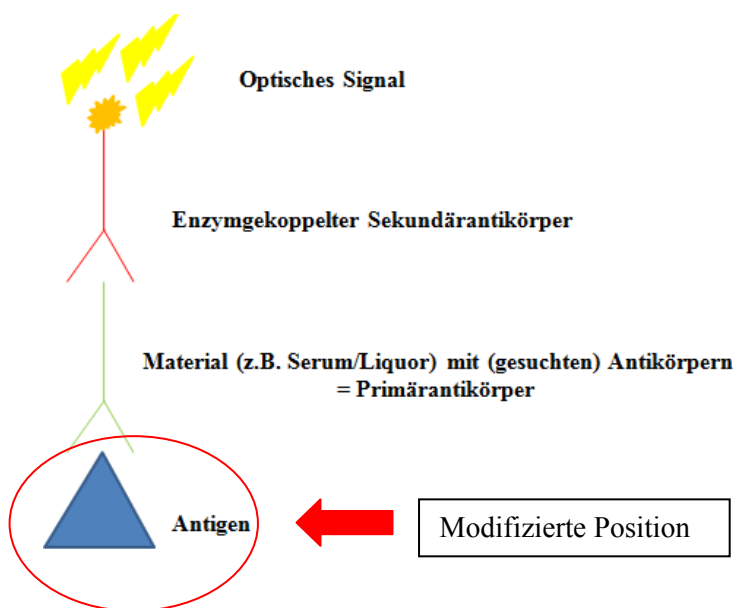 Optisches Signal
Enzymgekoppelter Sekundärantikörper
Material (z.B. Serum/Liquor) mit (gesuchten) Antikörpern
= Primärantikörper
Antigen
Modifizierte Position